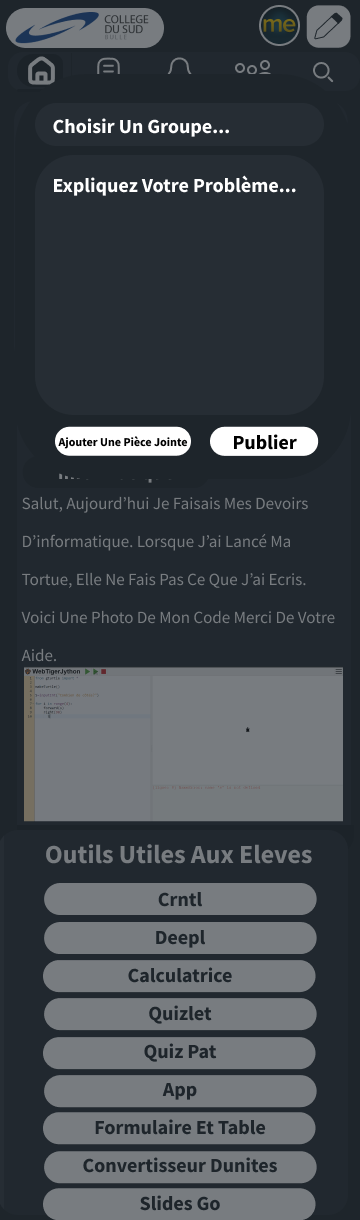 COLLEGE
DU SUD
BULLE
me
Choisir Un Groupe...
Expliquez Votre Problème...
Ajouter Une Pièce Jointe
Publier
Salut, Aujourd'hui Je Faisais Mes Devoirs
D'informatique. Lorsque J'ai Lancé Ma
Tortue, Elle Ne Fais Pas Ce Que J'ai Ecris.
Voici Une Photo De Mon Code Merci De Votre
Aide.
WebTigerJython
Outils Utiles Aux Eleves
Crntl
Deepl
Calculatrice
Quizlet
Quiz Pat
App
Formulaire Et Table
Convertisseur Dunites
Slides Go